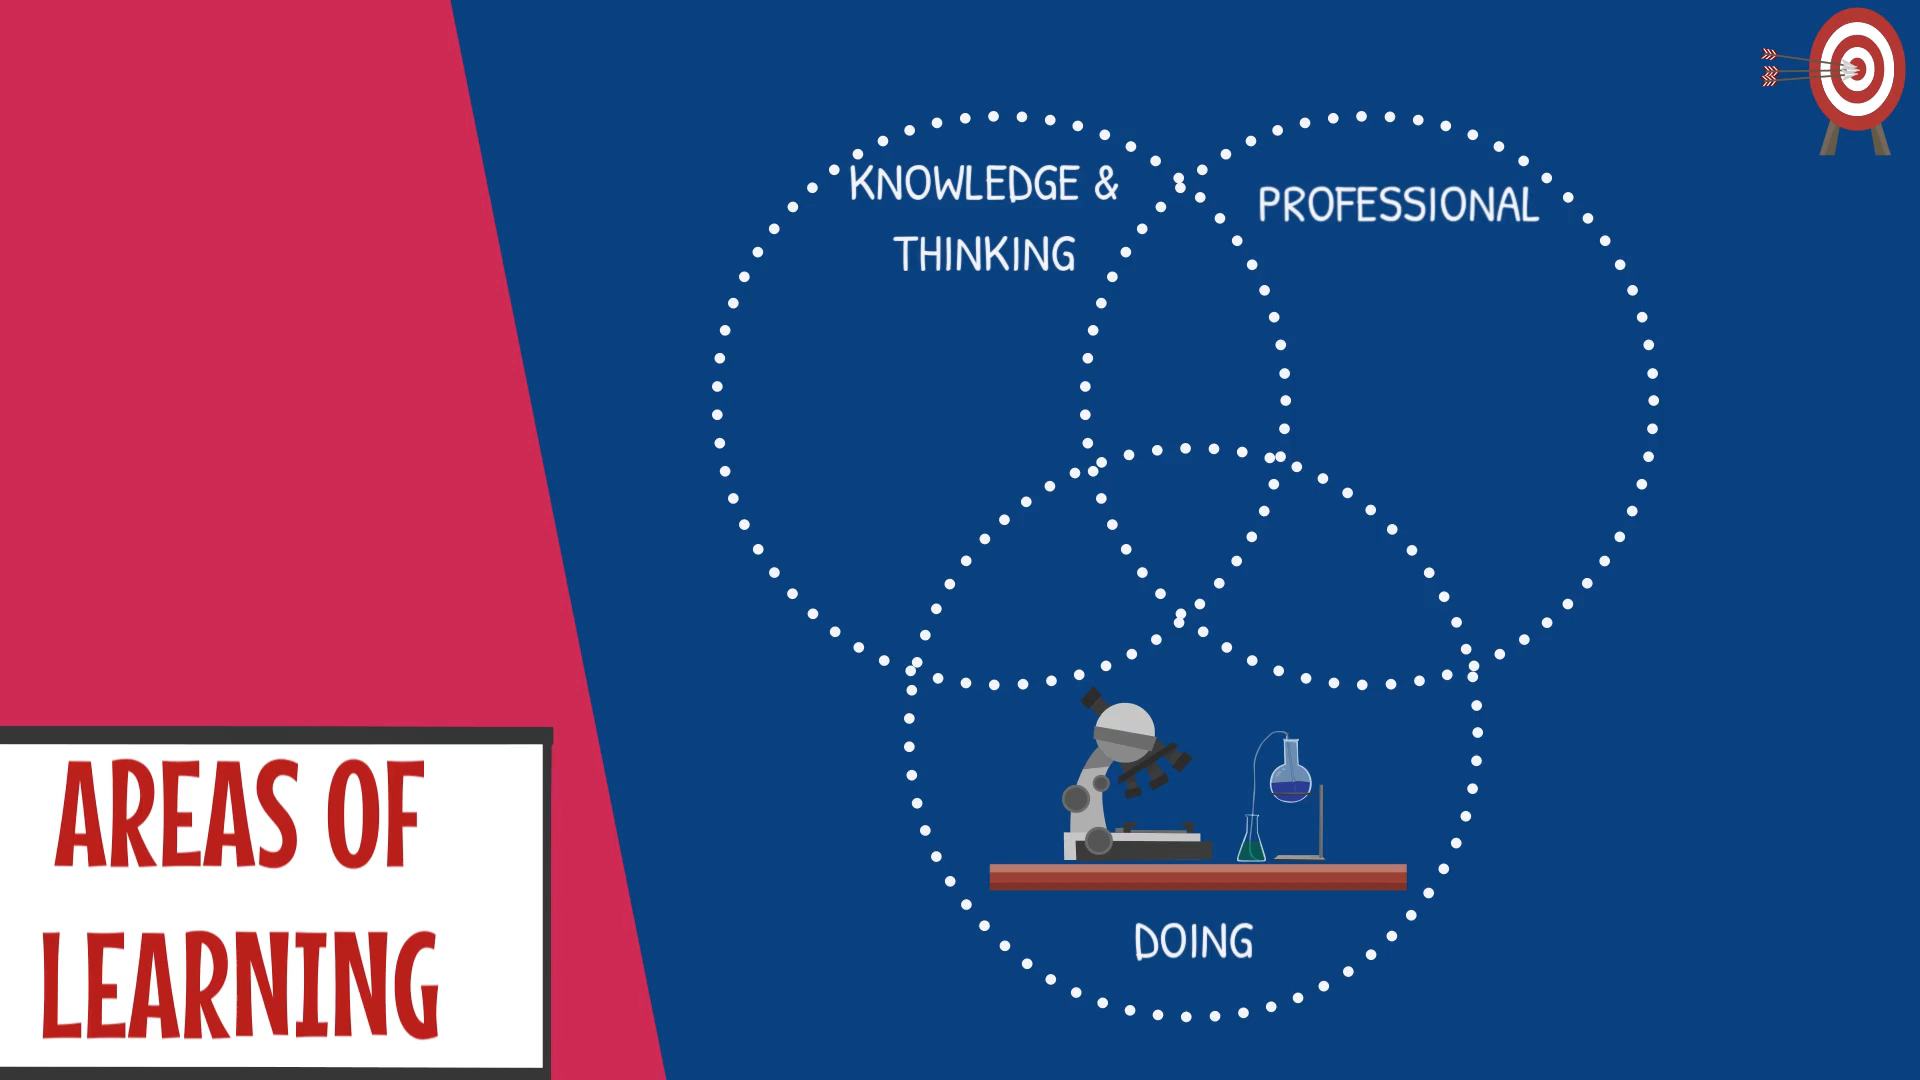 KNOWLEDGE &
THINKING
PROFESSIONAL
DOING
AREAS OF
LEARNING